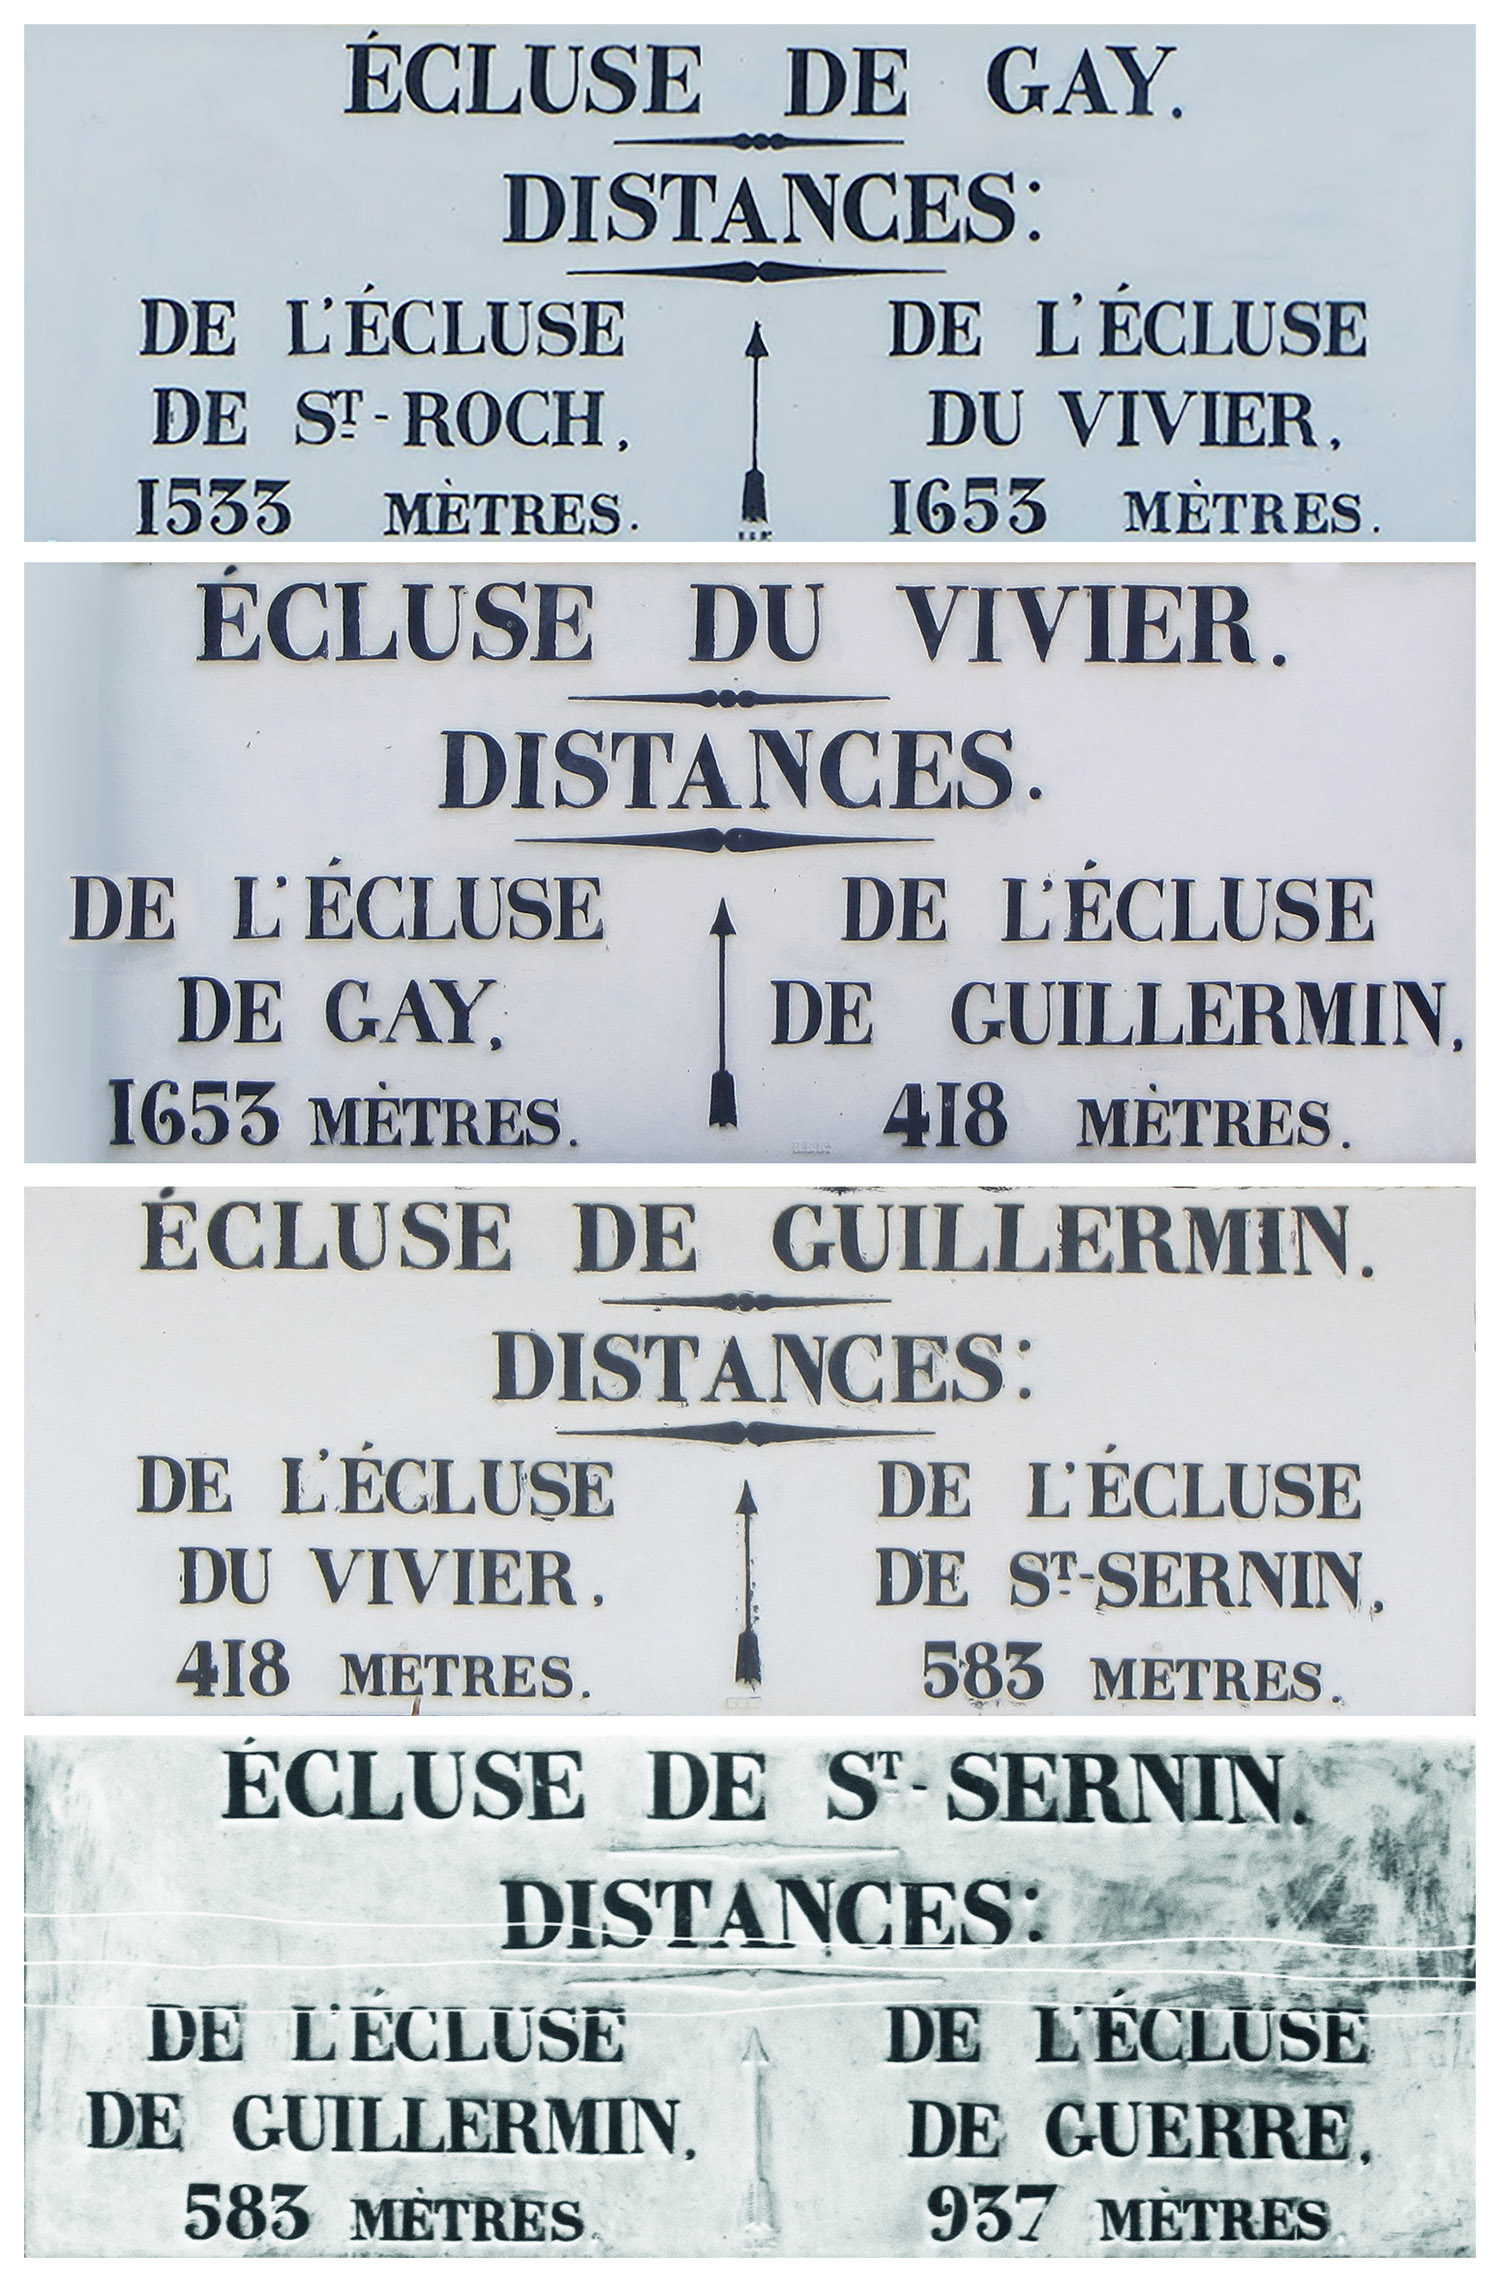 ÉCLUSE DE GAY.
DISTANCES:
DE L'ÉCLUSE
DE ST-ROCH,
1533 MÈTRES.
DE L'ÉCLUSE
DU VIVIER,
1653 MÈTRES.
ÉCLUSE DU VIVIER.
DISTANCES.
DE L'ÉCLUSE
DE GAY,
1653 MÈTRES.
DE L'ÉCLUSE
DE GUILLERMIN,
418 MÈTRES.
ÉCLUSE DE GUILLERMIN.
DISTANCES:
DE L'ÉCLUSE
DU VIVIER,
418 MÈTRES.
DE L'ÉCLUSE
DE ST-SERNIN,
583 MÈTRES.
ÉCLUSE DE ST-SERNIN.
DISTANCES:
DE L'ÉCLUSE
DE GUILLERMIN,
583 MÈTRES.
DE L'ÉCLUSE
DE GUERRE,
937 MÈTRES